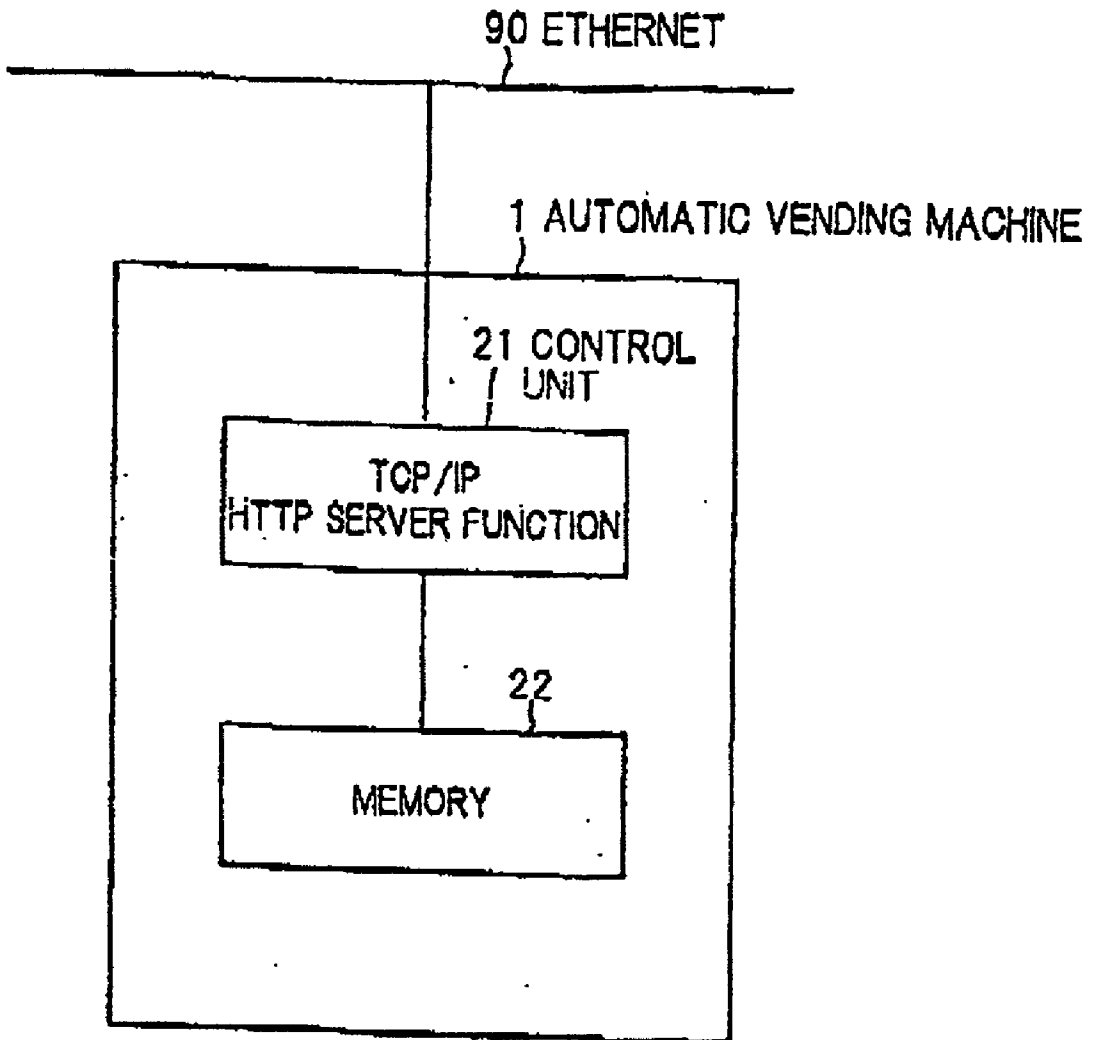 90 ETHERNET
1 AUTOMATIC VENDING MACHINE
21 CONTROL
UNIT
TCP/IP
HTTP SERVER FUNCTION
22
MEMORY